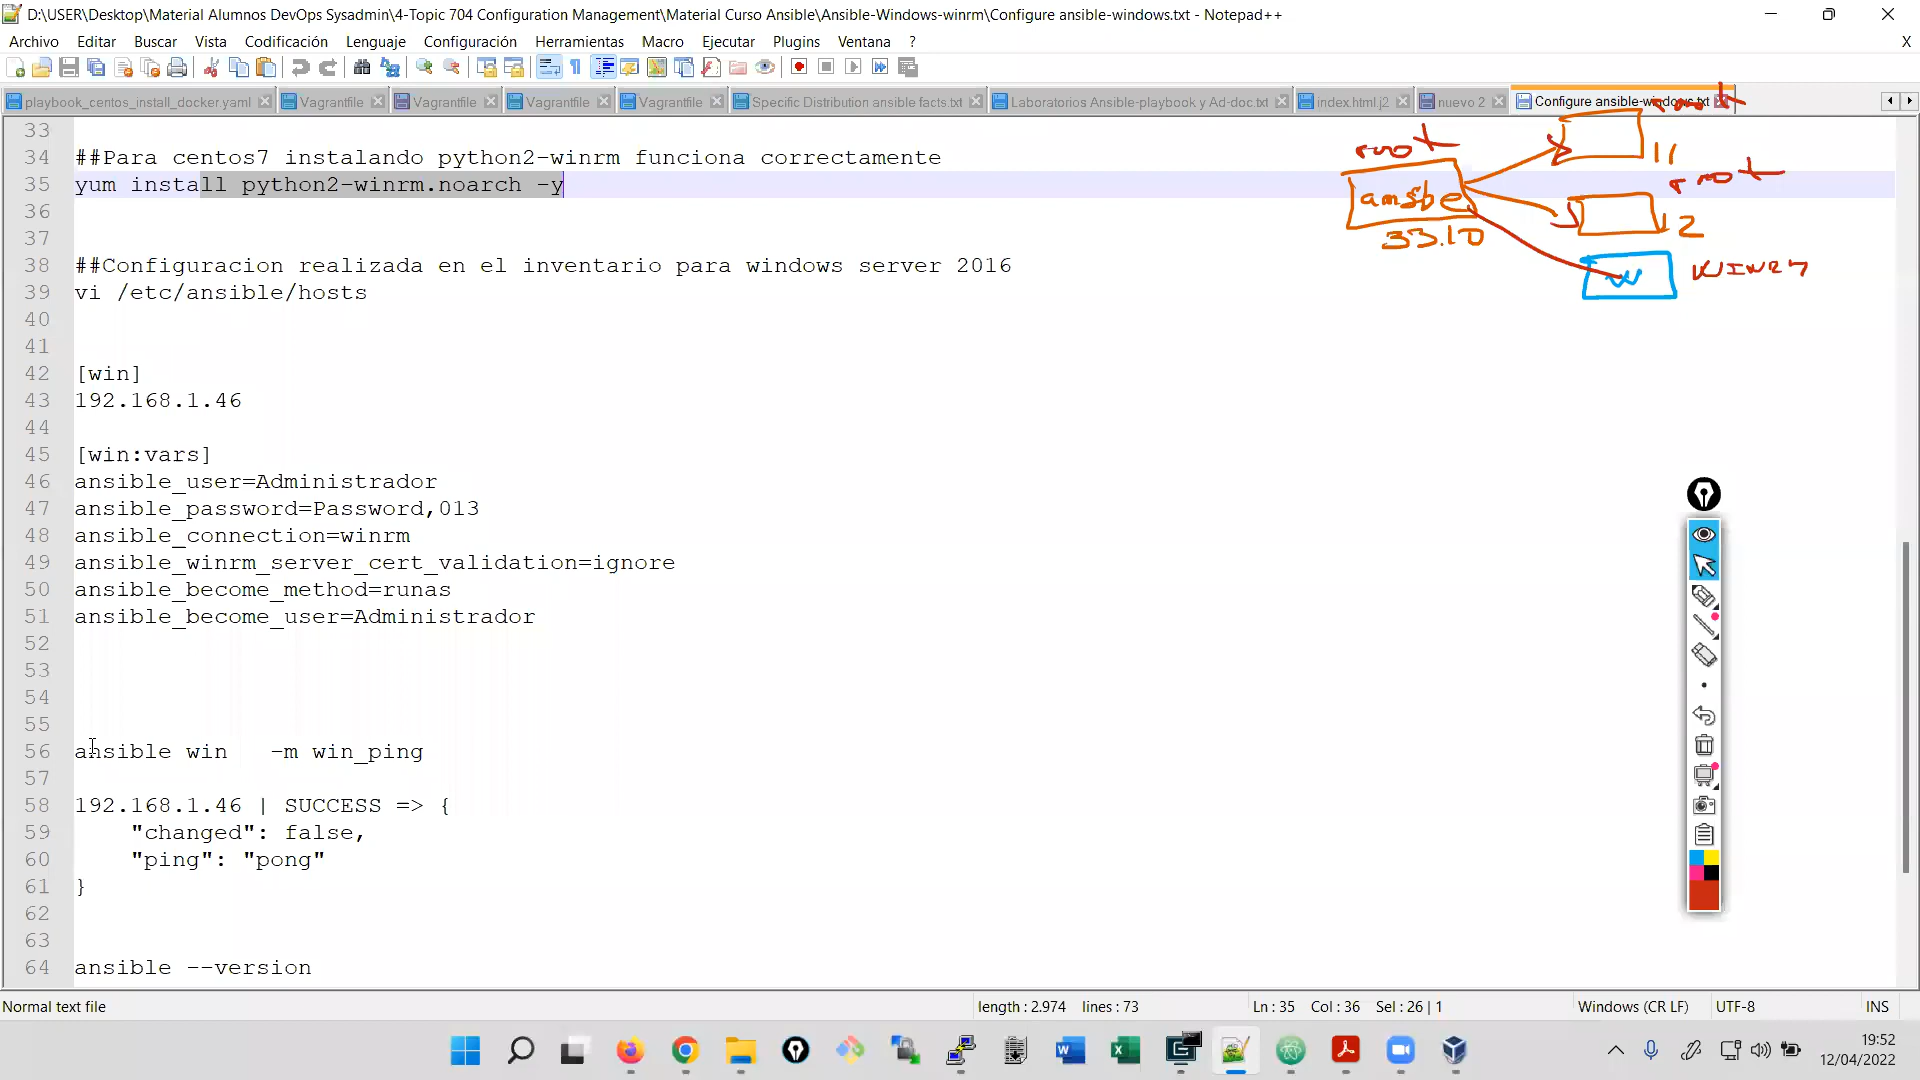 D:\USER\Desktop\Material Alumnos DevOps Sysadmin\4-Topic 704 Configuration Management\Material Curso Ansible\Ansible-Windows-winrm\Configure ansible-windows.txt - Notepad++
Archivo Editar Buscar Vista Codificación Lenguaje Configuración Herramientas Macro Ejecutar Plugins Ventana ? X
playbook_centos_install_docker.yaml Vagrantfile Vagrantfile Vagrantfile Vagrantfile Specific Distribution ansible facts.txt Laboratorios Ansible-playbook y Ad-doc.txt index.html.j2 nuevo 2 Configure ansible-windows.txt
33
34 ##Para centos7 instalando python2-winrm funciona correctamente
35 yum install python2-winrm.noarch -y
36
37
38 ##Configuracion realizada en el inventario para windows server 2016
39 vi /etc/ansible/hosts
40
41
42 [win]
43 192.168.1.46
44
45 [win:vars]
46 ansible_user=Administrador
47 ansible_password=Password,013
48 ansible_connection=winrm
49 ansible_winrm_server_cert_validation=ignore
50 ansible_become_method=runas
51 ansible_become_user=Administrador
52
53
54
55
56 ansible win   -m win_ping
57
58 192.168.1.46 | SUCCESS => {
59     "changed": false,
60     "ping": "pong"
61 }
62
63
64 ansible --version
root
root
11
root
ansbe
33.10
12
W
Normal text file length : 2.974 lines : 73 Ln : 35 Col : 36 Sel : 26 | 1 Windows (CR LF) UTF-8 INS
19:52
12/04/2022